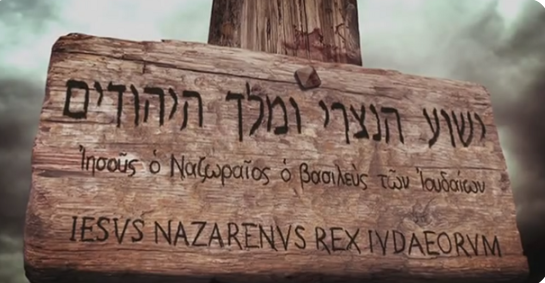 ישוע הנצרי ומלך היהודים
Ἰησοῦς ὁ Ναζωραῖος ὁ βασιλεὺς τῶν Ἰουδαίων
IESVS NAZARENVS REX IVDAEORVM